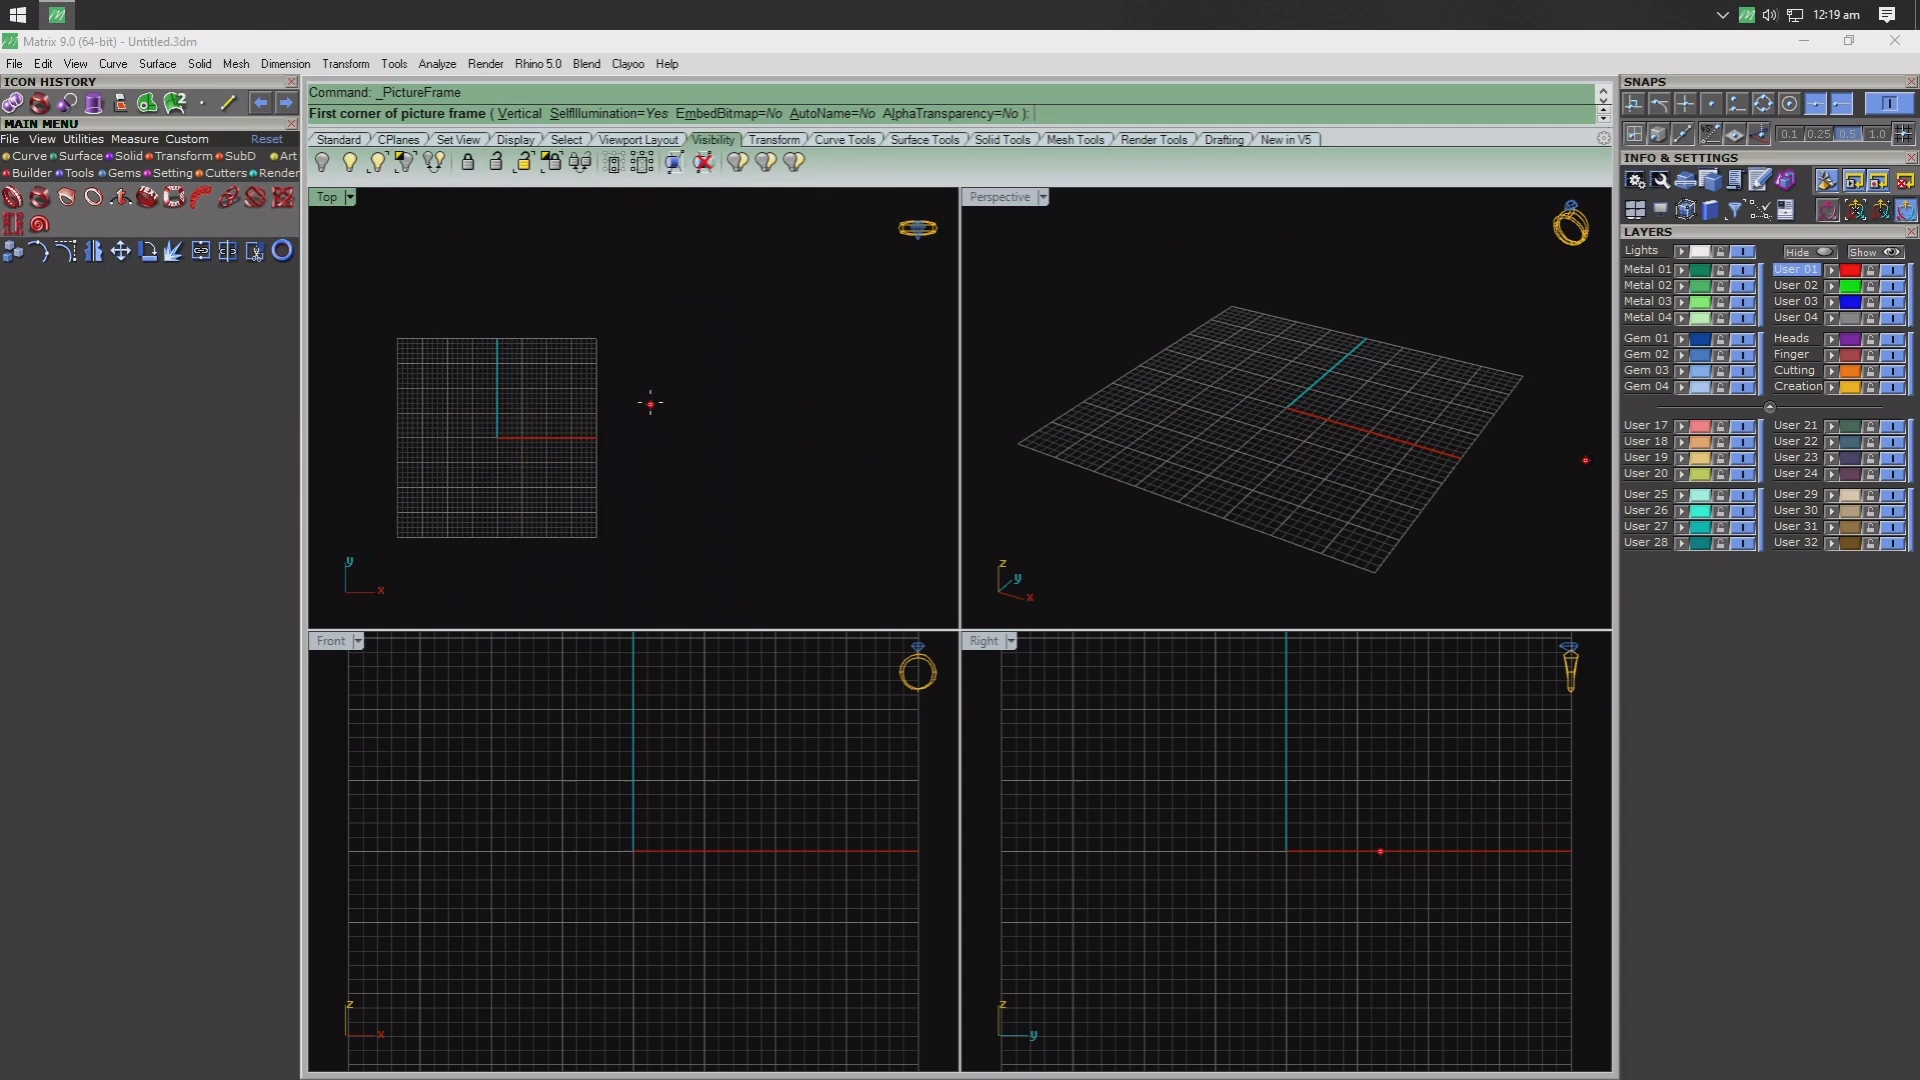 12:19 am
Matrix 9.0 (64-bit) - Untitled.3dm
File Edit View Curve Surface Solid Mesh Dimension Transform Tools Analyze Render Rhino 5.0 Blend Clayoo Help
ICON HISTORY
MAIN MENU
File View Utilities Measure Custom Reset
Curve Surface Solid Transform SubD Art
Builder Tools Gems Setting Cutters Render
Command: _PictureFrame
First corner of picture frame ( Vertical SelfIllumination=Yes EmbedBitmap=No AutoName=No AlphaTransparency=No ):
Standard CPlanes Set View Display Select Viewport Layout Visibility Transform Curve Tools Surface Tools Solid Tools Mesh Tools Render Tools Drafting New in V5
Top
y
x
Perspective
z
y
x
Front
z
x
Right
z
y
SNAPS
0.1 0.25 0.5 1.0
INFO & SETTINGS
LAYERS
Lights Hide Show
Metal 01 User 01
Metal 02 User 02
Metal 03 User 03
Metal 04 User 04
Gem 01 Heads
Gem 02 Finger
Gem 03 Cutting
Gem 04 Creation
User 17 User 21
User 18 User 22
User 19 User 23
User 20 User 24
User 25 User 29
User 26 User 30
User 27 User 31
User 28 User 32